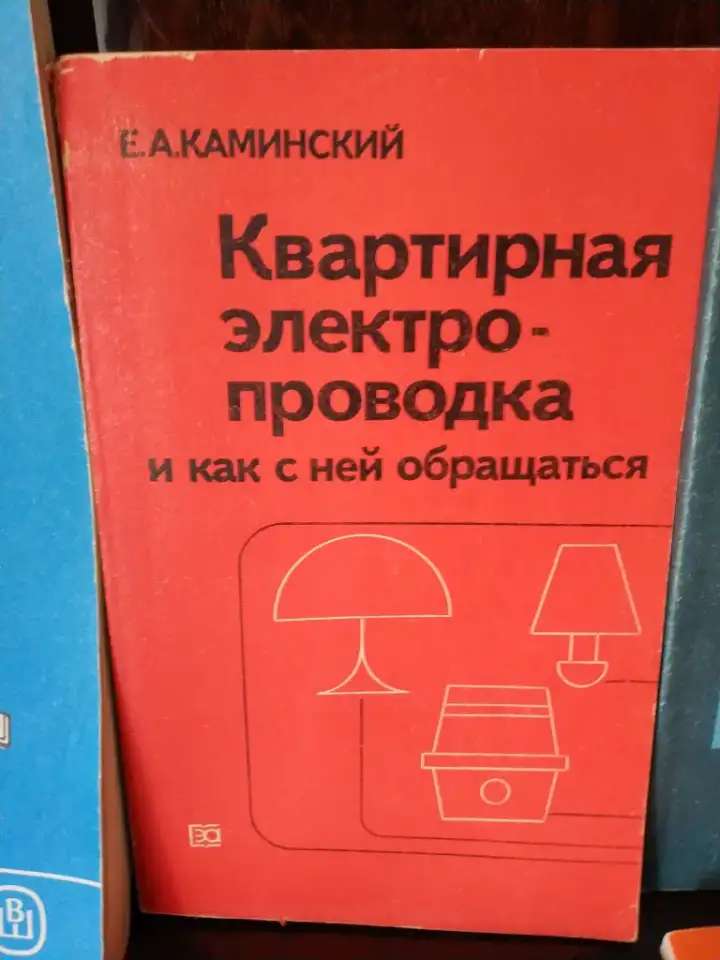 Е.А.КАМИНСКИЙ
Квартирная
электро-
проводка
и как с ней обращаться